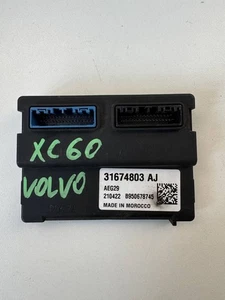 XC60
VOLVO
31674803 AJ
AEG29
210422 8950678745
MADE IN MOROCCO